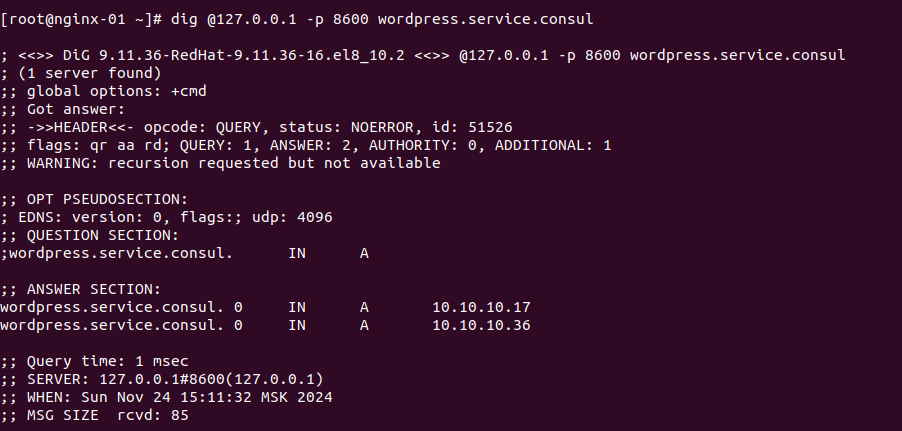 [root@nginx-01 ~]# dig @127.0.0.1 -p 8600 wordpress.service.consul
; <<>> DiG 9.11.36-RedHat-9.11.36-16.el8_10.2 <<>> @127.0.0.1 -p 8600 wordpress.service.consul
; (1 server found)
;; global options: +cmd
;; Got answer:
;; ->>HEADER<<- opcode: QUERY, status: NOERROR, id: 51526
;; flags: qr aa rd; QUERY: 1, ANSWER: 2, AUTHORITY: 0, ADDITIONAL: 1
;; WARNING: recursion requested but not available
;; OPT PSEUDOSECTION:
; EDNS: version: 0, flags:; udp: 4096
;; QUESTION SECTION:
;wordpress.service.consul. IN A
;; ANSWER SECTION:
wordpress.service.consul. 0 IN A 10.10.10.17
wordpress.service.consul. 0 IN A 10.10.10.36
;; Query time: 1 msec
;; SERVER: 127.0.0.1#8600(127.0.0.1)
;; WHEN: Sun Nov 24 15:11:32 MSK 2024
;; MSG SIZE rcvd: 85